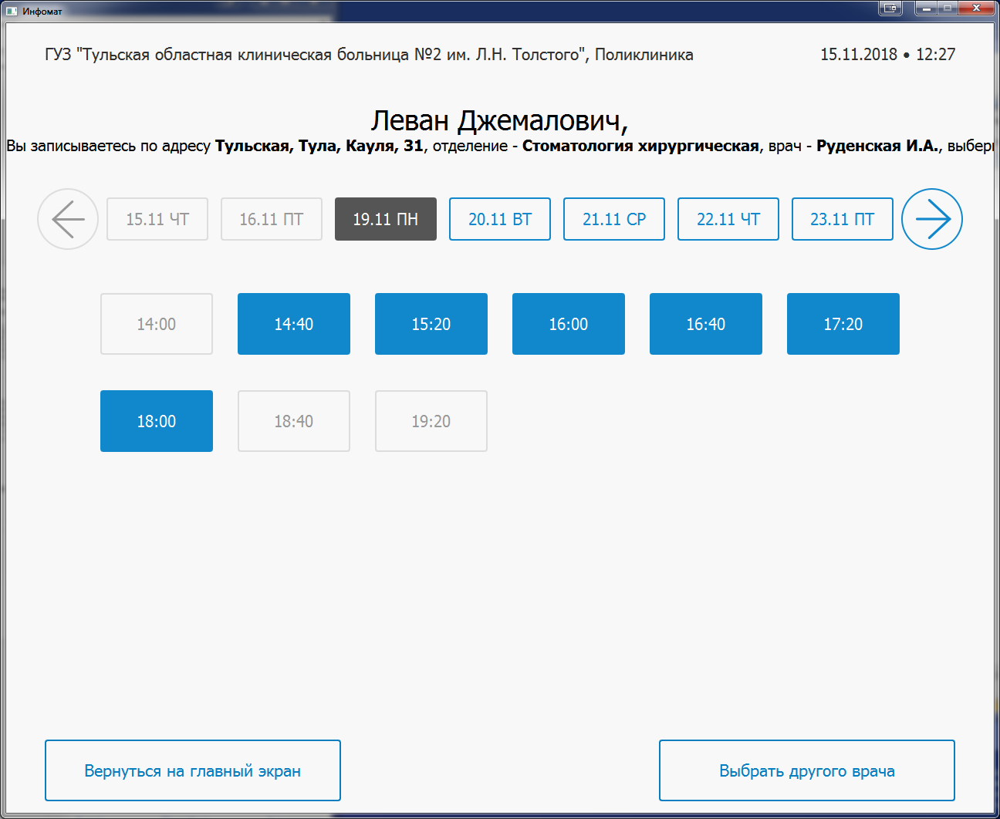 Инфомат
ГУЗ "Тульская областная клиническая больница №2 им. Л.Н. Толстого", Поликлиника 15.11.2018 • 12:27
Леван Джемалович,
Вы записываетесь по адресу Тульская, Тула, Кауля, 31, отделение - Стоматология хирургическая, врач - Руденская И.А., выбер
15.11 ЧТ 16.11 ПТ 19.11 ПН 20.11 ВТ 21.11 СР 22.11 ЧТ 23.11 ПТ
14:00 14:40 15:20 16:00 16:40 17:20
18:00 18:40 19:20
Вернуться на главный экран Выбрать другого врача